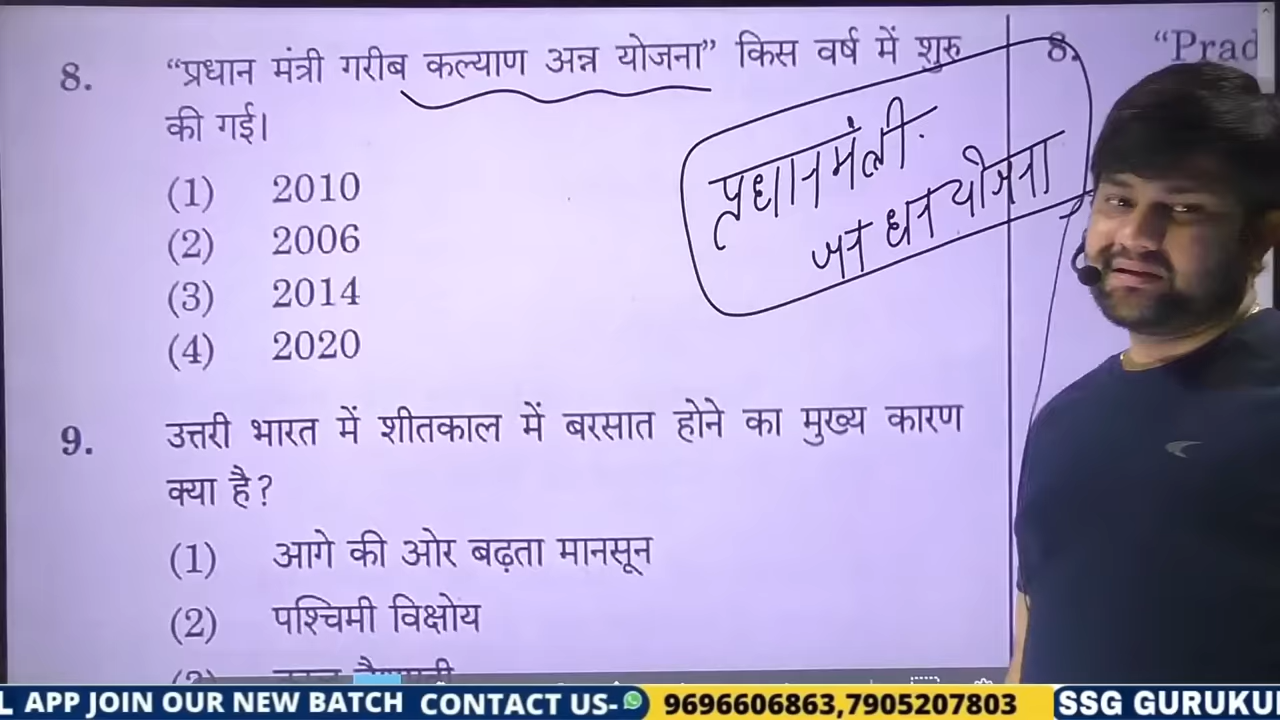 8. “प्रधान मंत्री गरीब कल्याण अन्न योजना” किस वर्ष में शुरु
की गई।
(1) 2010
(2) 2006
(3) 2014
(4) 2020
प्रधानमंत्री
जन धन योजना
9. उत्तरी भारत में शीतकाल में बरसात होने का मुख्य कारण
क्या है?
(1) आगे की ओर बढ़ता मानसून
(2) पश्चिमी विक्षोय
8. “Prad
L APP JOIN OUR NEW BATCH CONTACT US- 9696606863,7905207803 SSG GURUKU